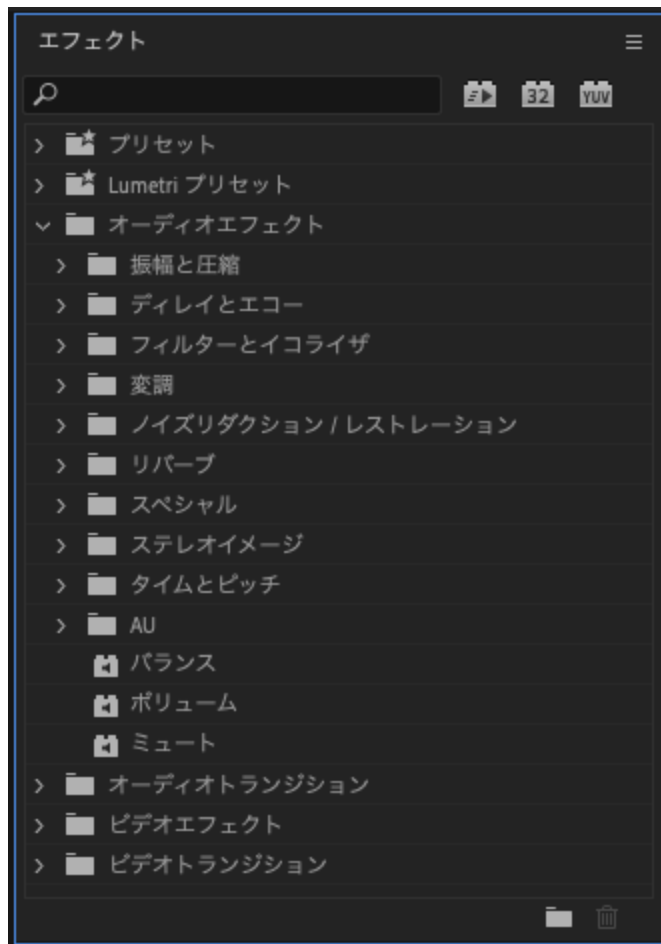 エフェクト
32
YUV
プリセット
Lumetri プリセット
オーディオエフェクト
振幅と圧縮
ディレイとエコー
フィルターとイコライザ
変調
ノイズリダクション / レストレーション
リバーブ
スペシャル
ステレオイメージ
タイムとピッチ
AU
バランス
ボリューム
ミュート
オーディオトランジション
ビデオエフェクト
ビデオトランジション